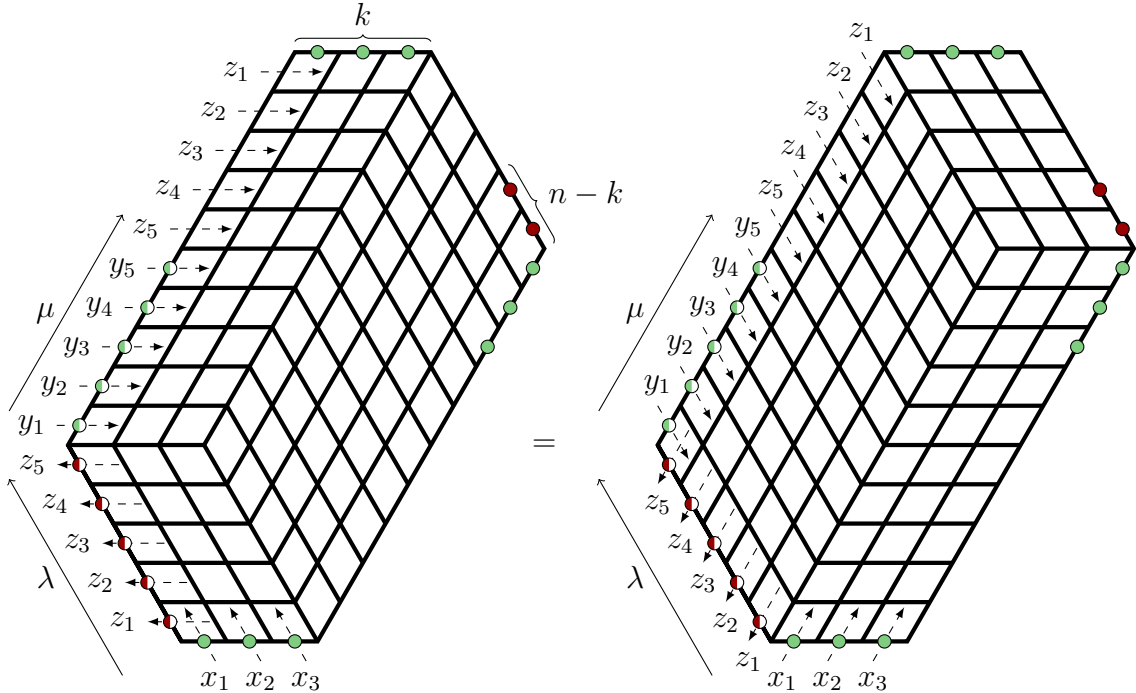 k
z₁
z₂
z₃
z₄
z₅
y₅
y₄
y₃
y₂
y₁
z₅
z₄
z₃
z₂
z₁
μ
λ
n − k
x₁ x₂ x₃
=
z₁
z₂
z₃
z₄
z₅
y₅
y₄
y₃
y₂
y₁
z₅
z₄
z₃
z₂
z₁
μ
λ
x₁ x₂ x₃